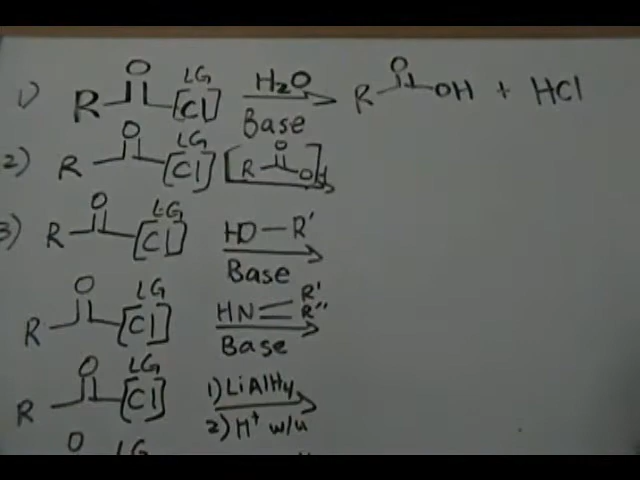 1) R O LG [Cl] H₂O Base R O OH + HCl
2) R O LG [Cl] [R O OH]
3) R O LG [Cl] HO—R' Base
R O LG [Cl] HN R' R" Base
R O LG [Cl] 1) LiAlH4 2) H⁺ w/u
O LG